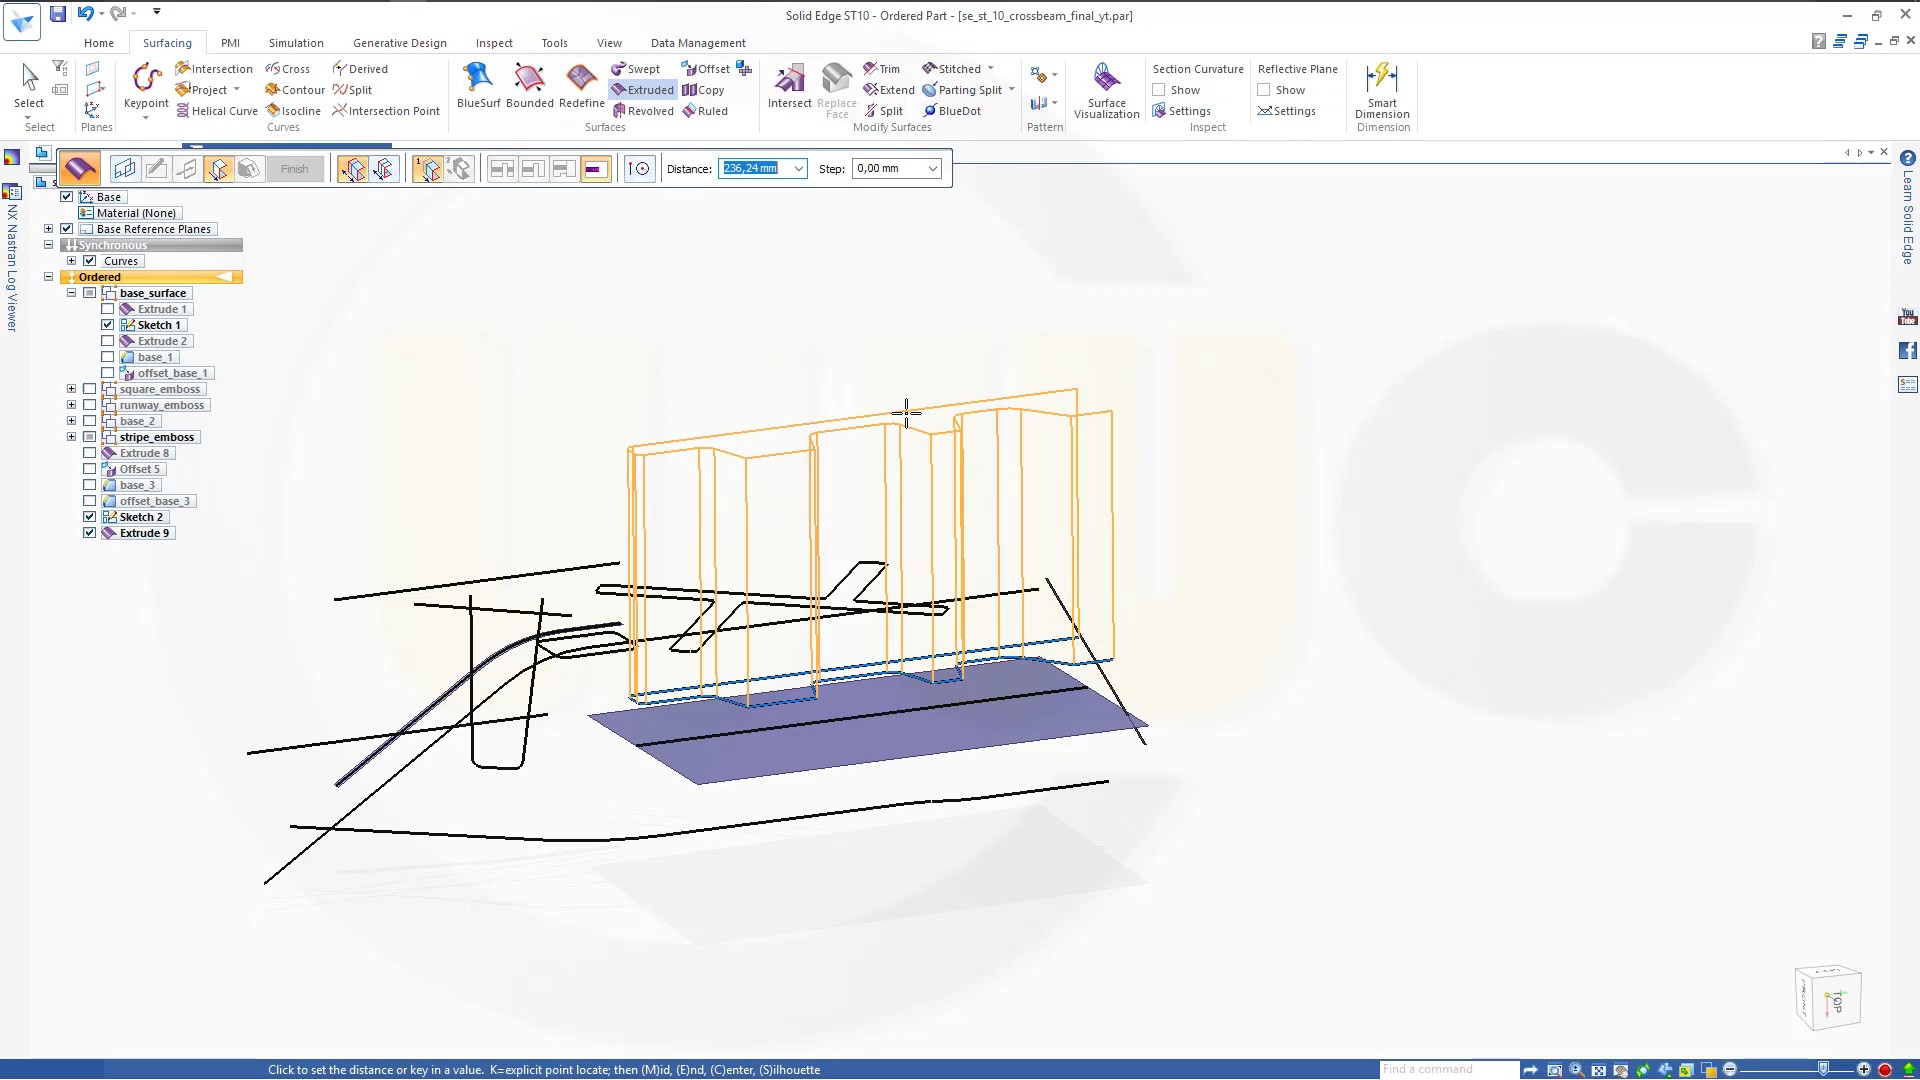 Solid Edge ST10 - Ordered Part - [se_st_10_crossbeam_final_yt.par]
Home Surfacing PMI Simulation Generative Design Inspect Tools View Data Management
Select
Select
Planes
Keypoint
Intersection
Project
Helical Curve
Cross
Contour
Isocline
Derived
Split
Intersection Point
Curves
BlueSurf
Bounded
Redefine
Swept
Extruded
Revolved
Offset
Copy
Ruled
Surfaces
Intersect
Replace Face
Trim
Extend
Split
Stitched
Parting Split
BlueDot
Modify Surfaces
Pattern
Surface Visualization
Section Curvature
Show
Settings
Inspect
Reflective Plane
Show
Settings
Smart Dimension
Dimension
Finish
Distance: 236,24 mm Step: 0,00 mm
Base
Material (None)
Base Reference Planes
Synchronous
Curves
Ordered
base_surface
Extrude 1
Sketch 1
Extrude 2
base_1
offset_base_1
square_emboss
runway_emboss
base_2
stripe_emboss
Extrude 8
Offset 5
base_3
offset_base_3
Sketch 2
Extrude 9
NX Nastran Log Viewer
Learn Solid Edge
You
Tube
TOP
Click to set the distance or key in a value. K=explicit point locate; then (M)id, (E)nd, (C)enter, (S)ilhouette
Find a command